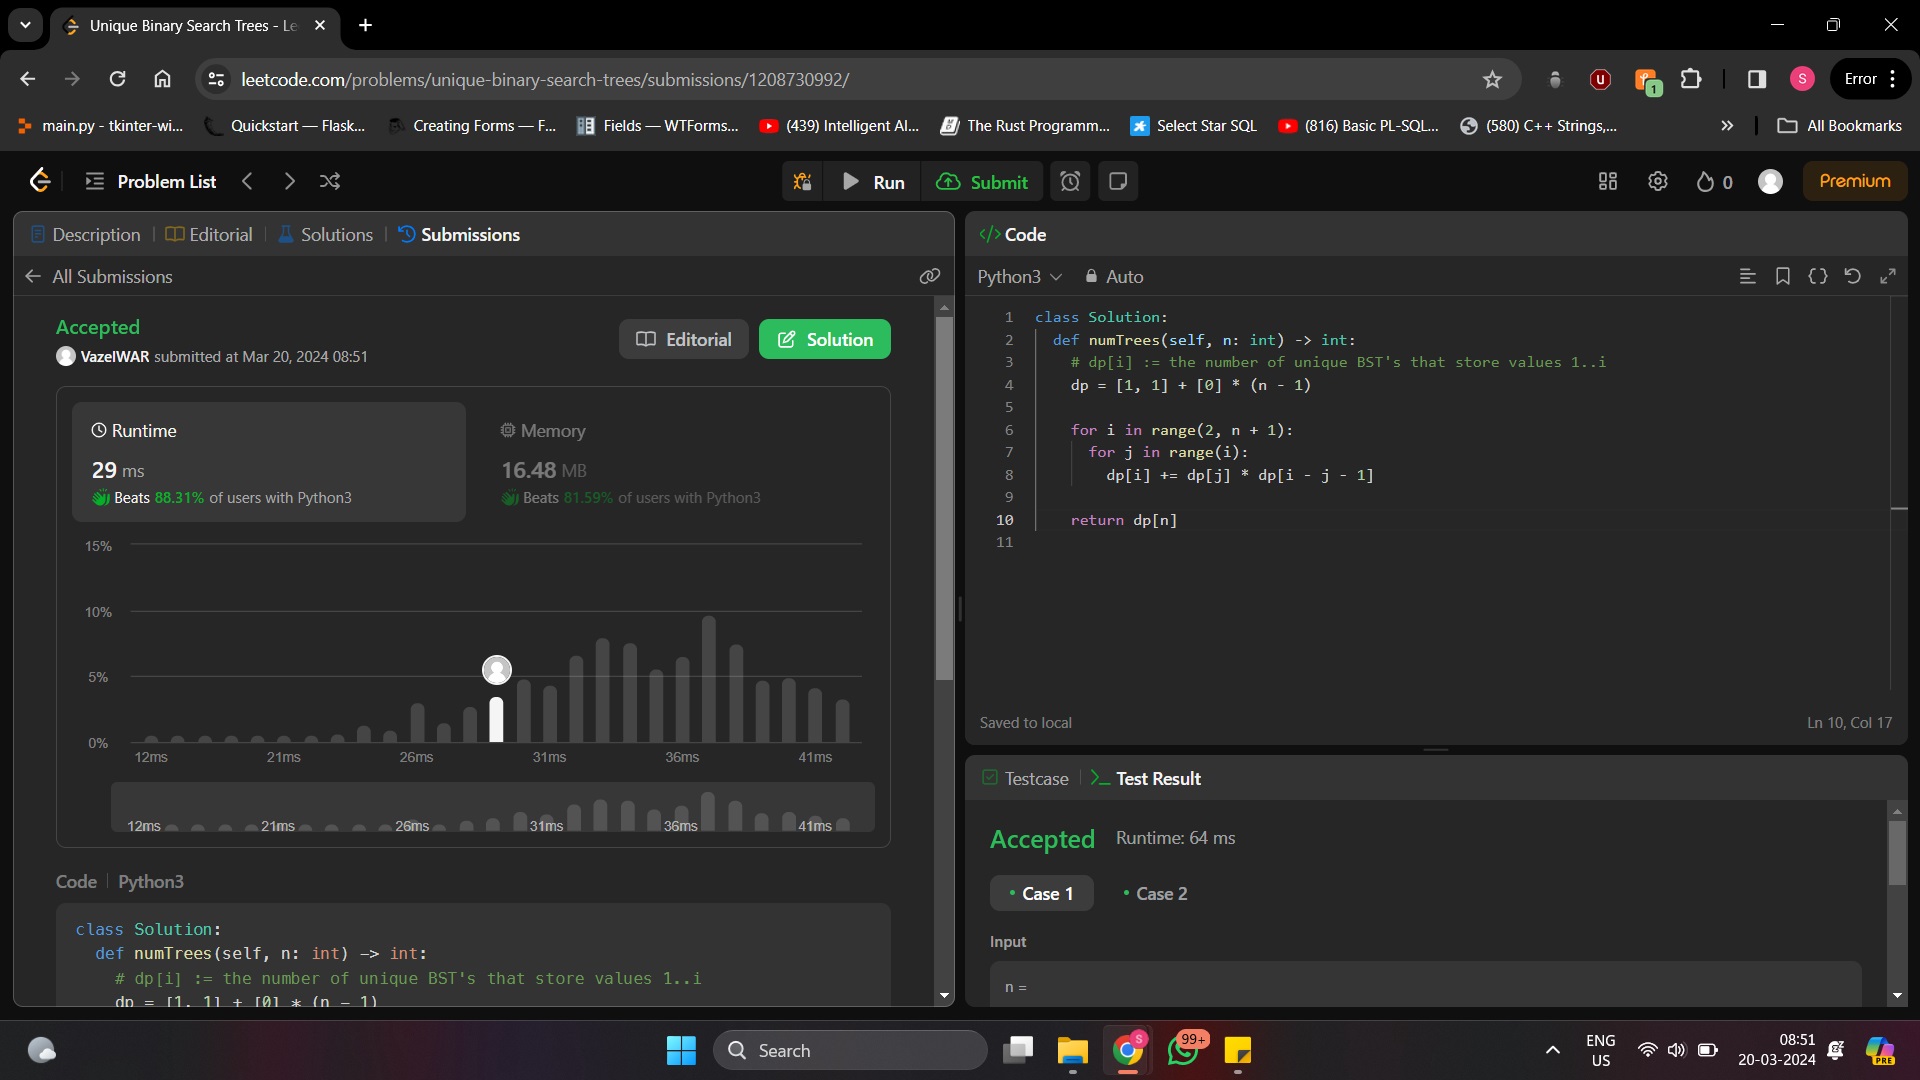 Unique Binary Search Trees - Le
leetcode.com/problems/unique-binary-search-trees/submissions/1208730992/
U
1
S
Error
main.py - tkinter-wi...
Quickstart — Flask...
Creating Forms — F...
Fields — WTForms...
(439) Intelligent AI...
The Rust Programm...
Select Star SQL
(816) Basic PL-SQL...
(580) C++ Strings,...
All Bookmarks
Problem List
Run
Submit
0
Premium
Description
Editorial
Solutions
Submissions
All Submissions
Accepted
VazelWAR submitted at Mar 20, 2024 08:51
Editorial
Solution
Runtime
29 ms
Beats 88.31% of users with Python3
Memory
16.48 MB
Beats 81.59% of users with Python3
15%
10%
5%
0%
12ms 21ms 26ms 31ms 36ms 41ms
12ms 21ms 26ms 31ms 36ms 41ms
Code | Python3
class Solution:
def numTrees(self, n: int) -> int:
# dp[i] := the number of unique BST's that store values 1..i
dp = [1, 1] + [0] * (n - 1)
</> Code
Python3
Auto
1 class Solution:
2 def numTrees(self, n: int) -> int:
3 # dp[i] := the number of unique BST's that store values 1..i
4 dp = [1, 1] + [0] * (n - 1)
5
6 for i in range(2, n + 1):
7 for j in range(i):
8 dp[i] += dp[j] * dp[i - j - 1]
9
10 return dp[n]
11
Saved to local
Ln 10, Col 17
Testcase
Test Result
Accepted Runtime: 64 ms
• Case 1
• Case 2
Input
n =
Search
S
99+
ENG
US
08:51
20-03-2024
PRE